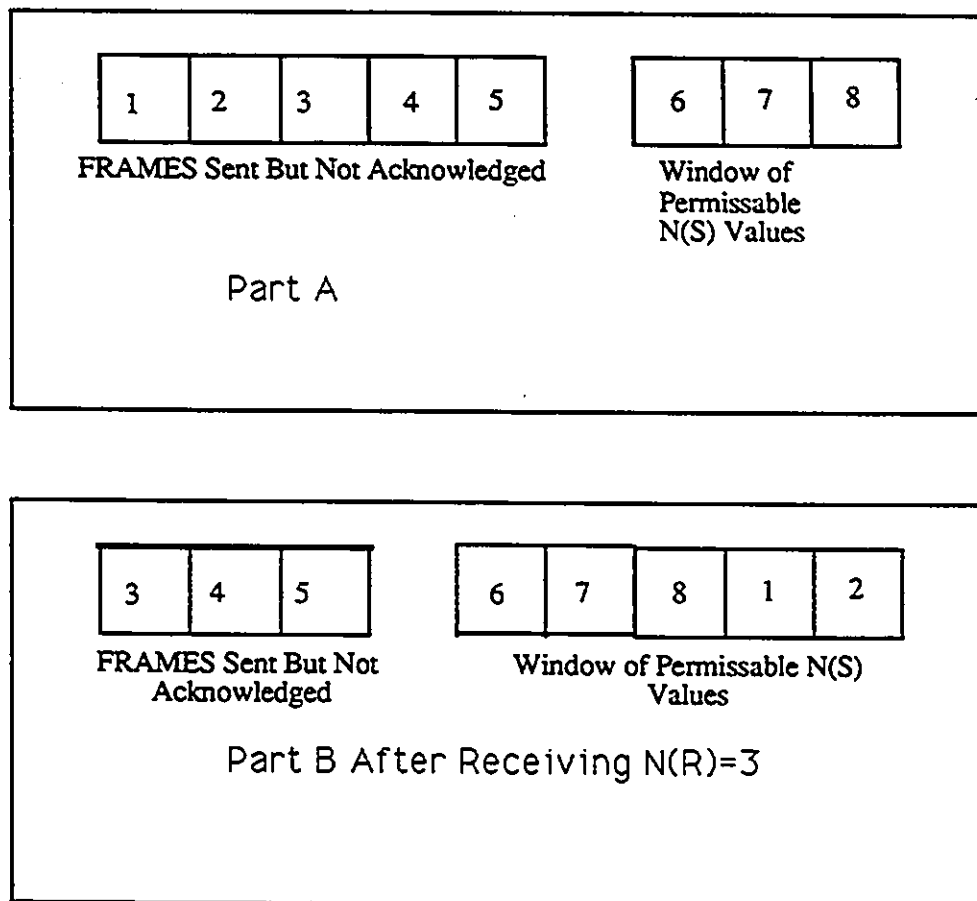 1 2 3 4 5 6 7 8
FRAMES Sent But Not Acknowledged
Window of
Permissable
N(S) Values
Part A
3 4 5 6 7 8 1 2
FRAMES Sent But Not
Acknowledged
Window of Permissable N(S)
Values
Part B After Receiving N(R)=3